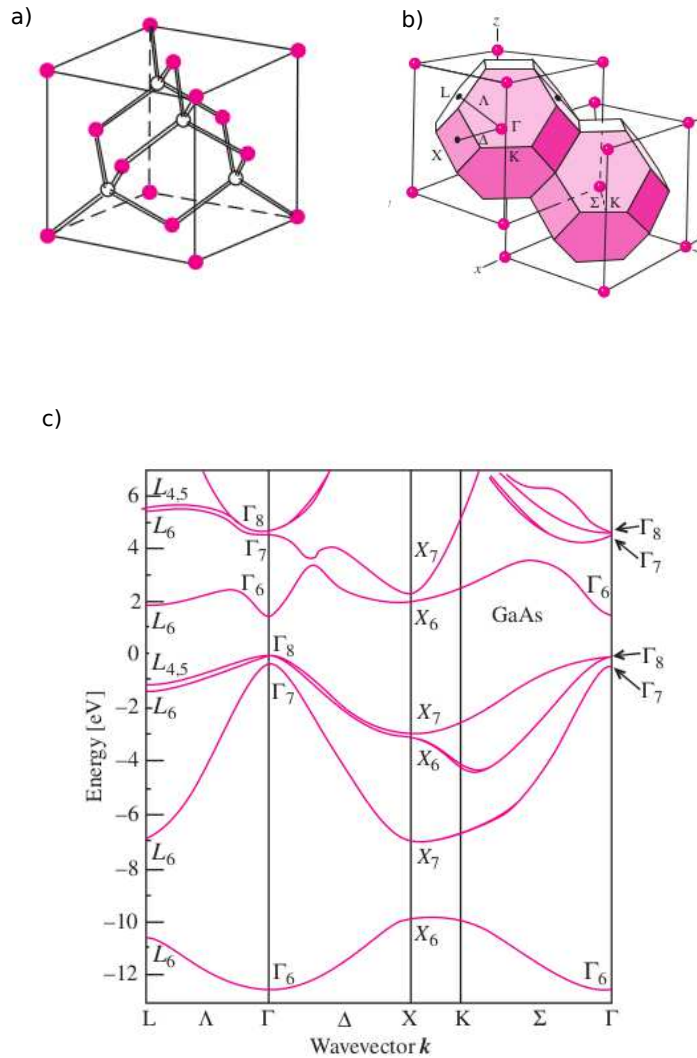 a)
b)
z
L
Λ
Γ
Δ
X
K
Σ K
x
c)
Energy [eV]
6
4
2
0
−2
−4
−6
−8
−10
−12
L₄,₅
L₆
L₆
L₄,₅
L₆
L₆
L₆
Γ₈
Γ₇
Γ₆
Γ₈
Γ₇
Γ₆
X₇
X₆
X₇
X₆
X₇
X₆
GaAs
Γ₈
Γ₇
Γ₆
Γ₈
Γ₇
Γ₆
L Λ Γ Δ X K Σ Γ
Wavevector k